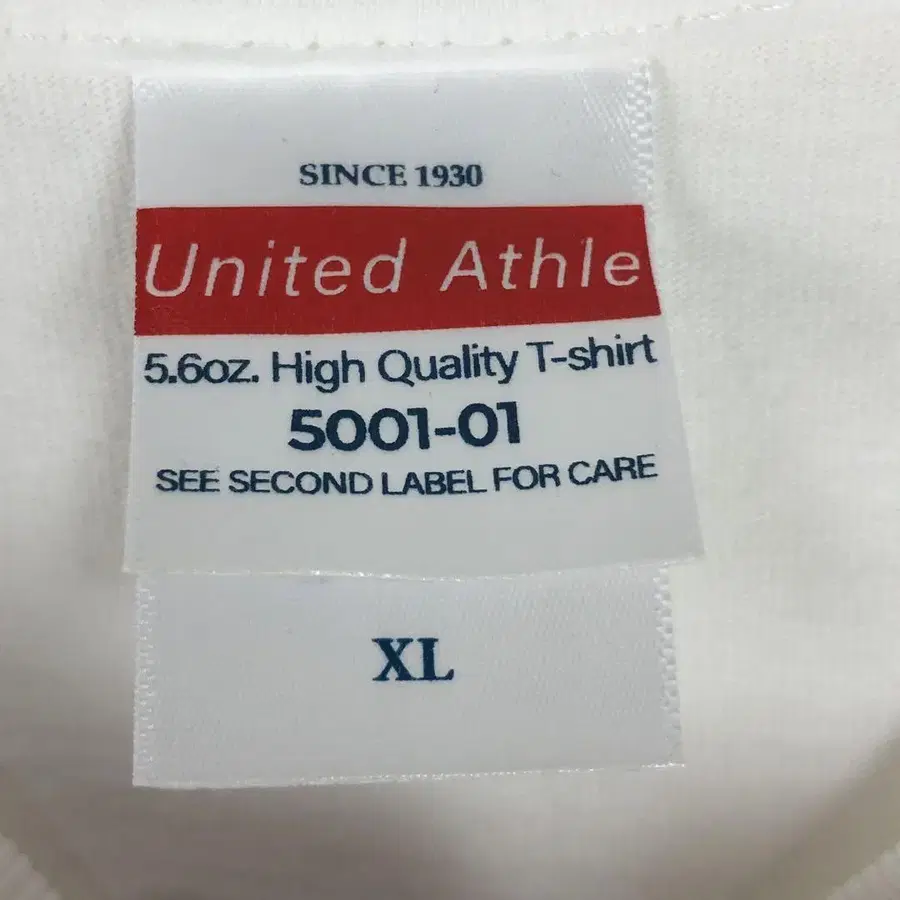 SINCE 1930
United Athle
5.6oz. High Quality T-shirt
5001-01
SEE SECOND LABEL FOR CARE
XL